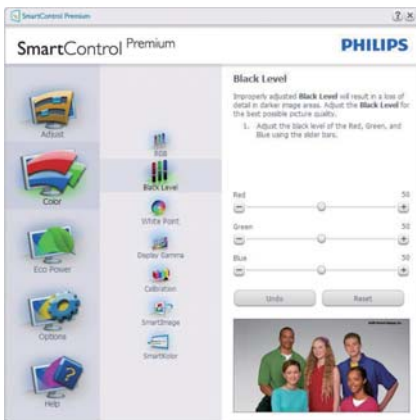 SmartControl Premium
SmartControl Premium
PHILIPS
Adjust
Color
Eco Power
Options
Help
RGB
Black Level
White Point
Display Gamma
Calibration
SmartImage
SmartKolor
Black Level
Improperly adjusted Black Level will result in a loss of
detail in darker image areas. Adjust the Black Level for
the best possible picture quality.
1. Adjust the black level of the Red, Green, and
Blue using the slider bars.
Red 50
Green 50
Blue 50
Undo
Reset